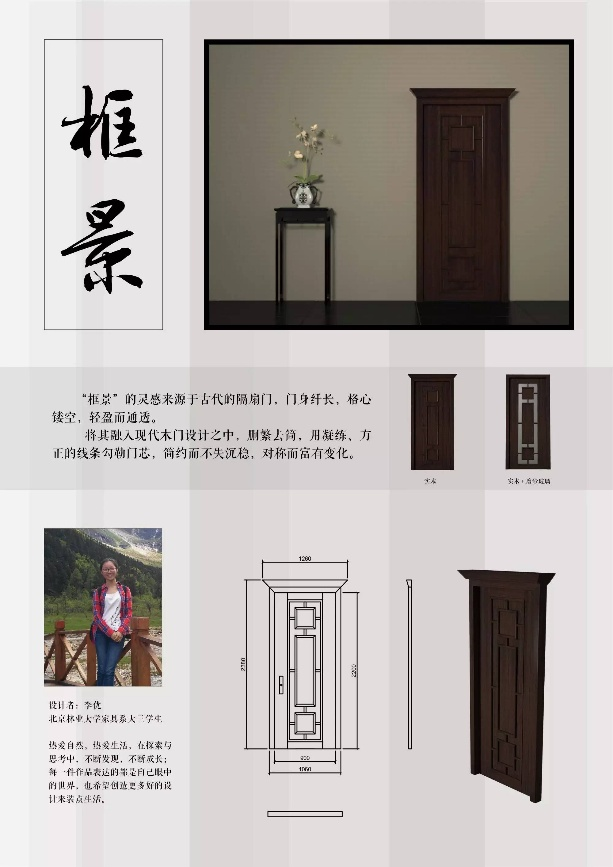 框
景
“框景”的灵感来源于古代的隔扇门，门身纤长，格心
镂空，轻盈而通透。
将其融入现代木门设计之中，删繁去简，用凝练、方
正的线条勾勒门芯，简约而不失沉稳，对称而富有变化。
实木
实木+磨砂玻璃
1260
2350
2200
900
1060
设计者：李优
北京林业大学家具系大三学生
热爱自然，热爱生活，在探索与
思考中，不断发现，不断成长；
每一件作品表达的都是自己眼中
的世界，也希望创造更多好的设
计来装点生活。